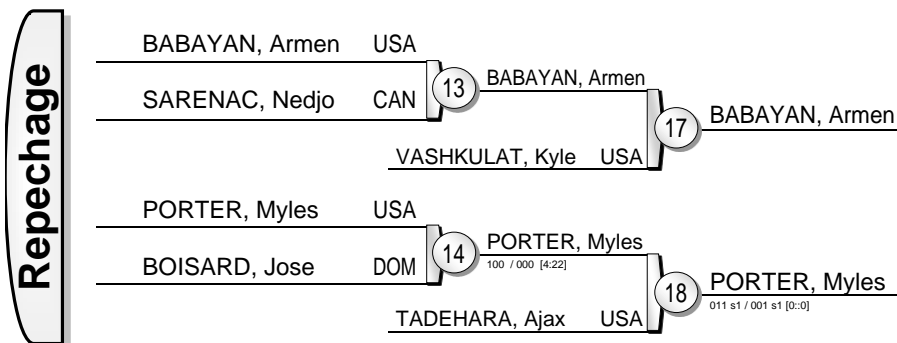 Repechage
BABAYAN, Armen USA
SARENAC, Nedjo CAN
13
BABAYAN, Armen
VASHKULAT, Kyle USA
17
BABAYAN, Armen
PORTER, Myles USA
BOISARD, Jose DOM
14
PORTER, Myles
100 / 000 [4:22]
TADEHARA, Ajax USA
18
PORTER, Myles
011 s1 / 001 s1 [0::0]